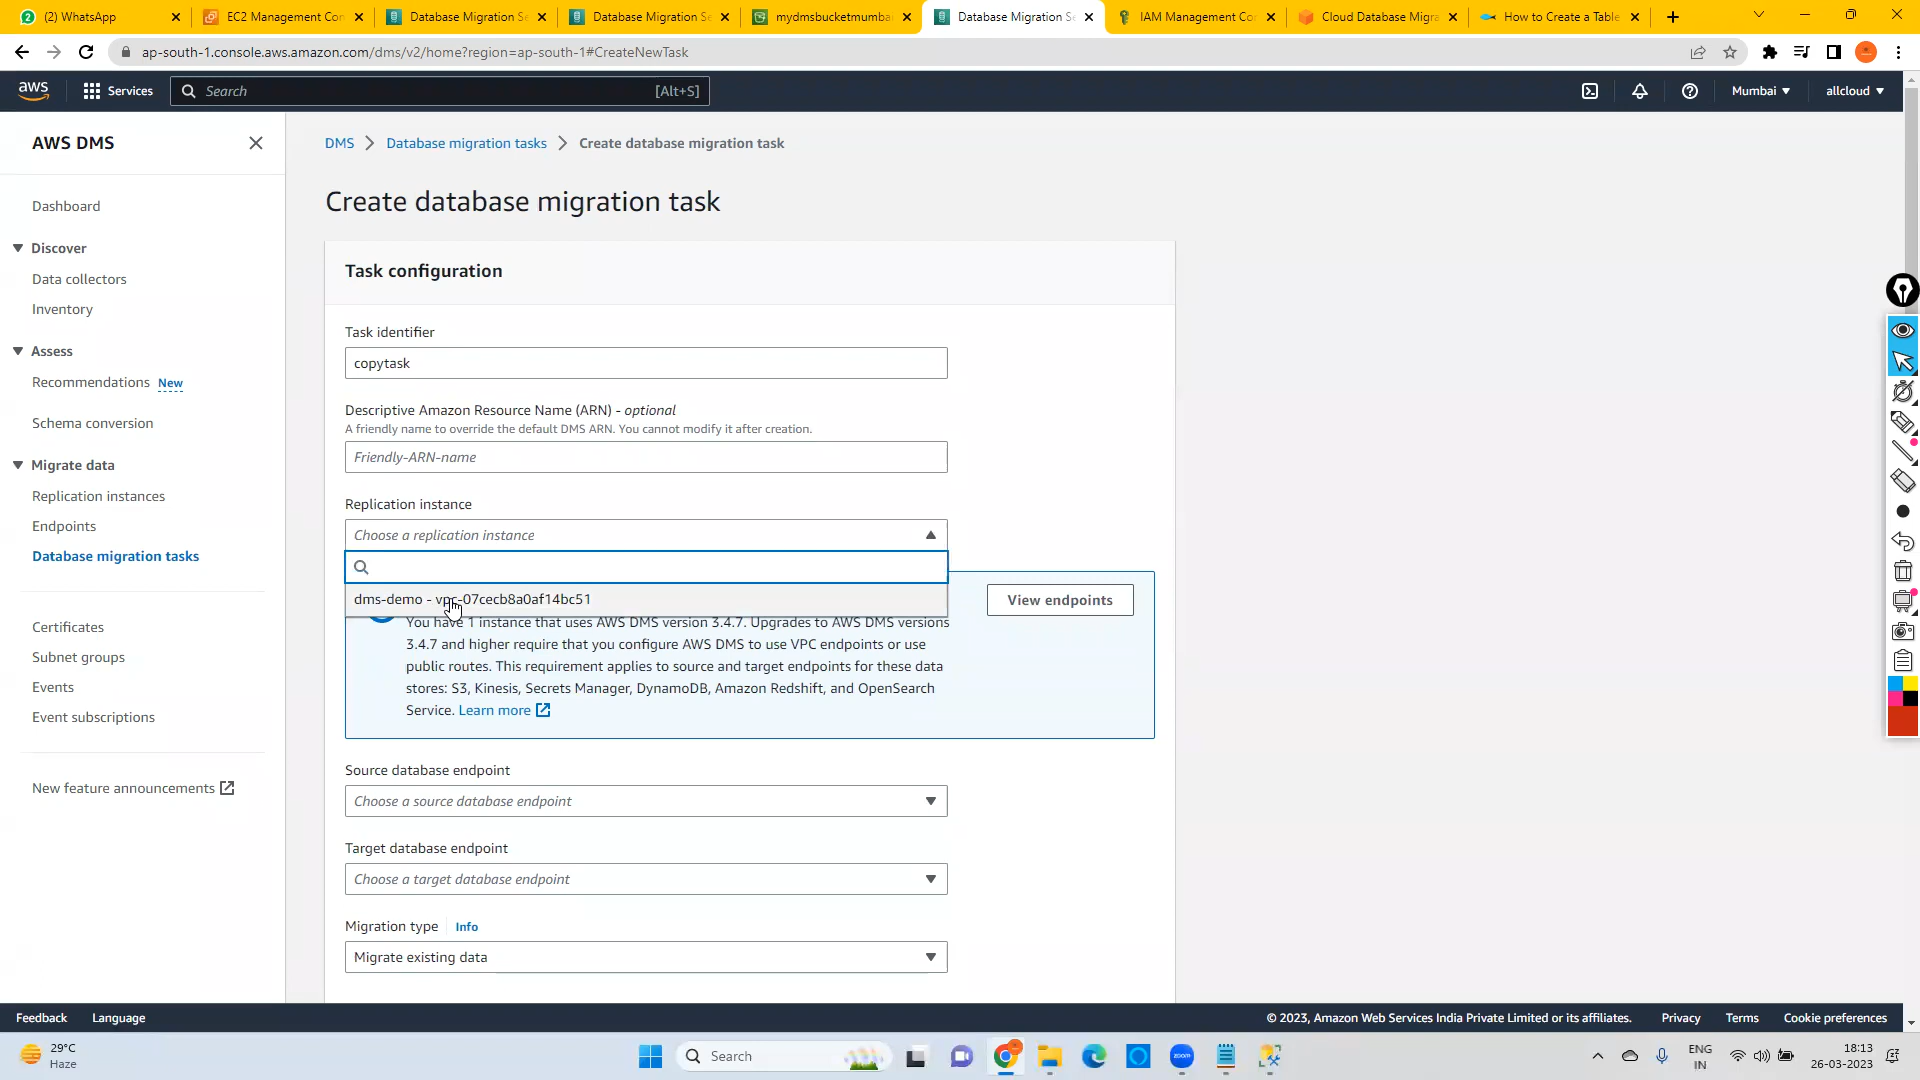 (2) WhatsApp
EC2 Management Con
Database Migration Se
Database Migration Se
mydmsbucketmumbai
Database Migration Se
IAM Management Con
Cloud Database Migra
How to Create a Table
ap-south-1.console.aws.amazon.com/dms/v2/home?region=ap-south-1#CreateNewTask
aws
Services
Search
[Alt+S]
Mumbai
allcloud
AWS DMS
Dashboard
Discover
Data collectors
Inventory
Assess
Recommendations New
Schema conversion
Migrate data
Replication instances
Endpoints
Database migration tasks
Certificates
Subnet groups
Events
Event subscriptions
New feature announcements
DMS > Database migration tasks > Create database migration task
Create database migration task
Task configuration
Task identifier
copytask
Descriptive Amazon Resource Name (ARN) - optional
A friendly name to override the default DMS ARN. You cannot modify it after creation.
Friendly-ARN-name
Replication instance
Choose a replication instance
dms-demo - vpc-07cecb8a0af14bc51
View endpoints
You have 1 instance that uses AWS DMS version 3.4.7. Upgrades to AWS DMS versions
3.4.7 and higher require that you configure AWS DMS to use VPC endpoints or use
public routes. This requirement applies to source and target endpoints for these data
stores: S3, Kinesis, Secrets Manager, DynamoDB, Amazon Redshift, and OpenSearch
Service. Learn more
Source database endpoint
Choose a source database endpoint
Target database endpoint
Choose a target database endpoint
Migration type Info
Migrate existing data
Feedback
Language
© 2023, Amazon Web Services India Private Limited or its affiliates.
Privacy
Terms
Cookie preferences
29°C
Haze
Search
zoom
ENG
IN
18:13
26-03-2023